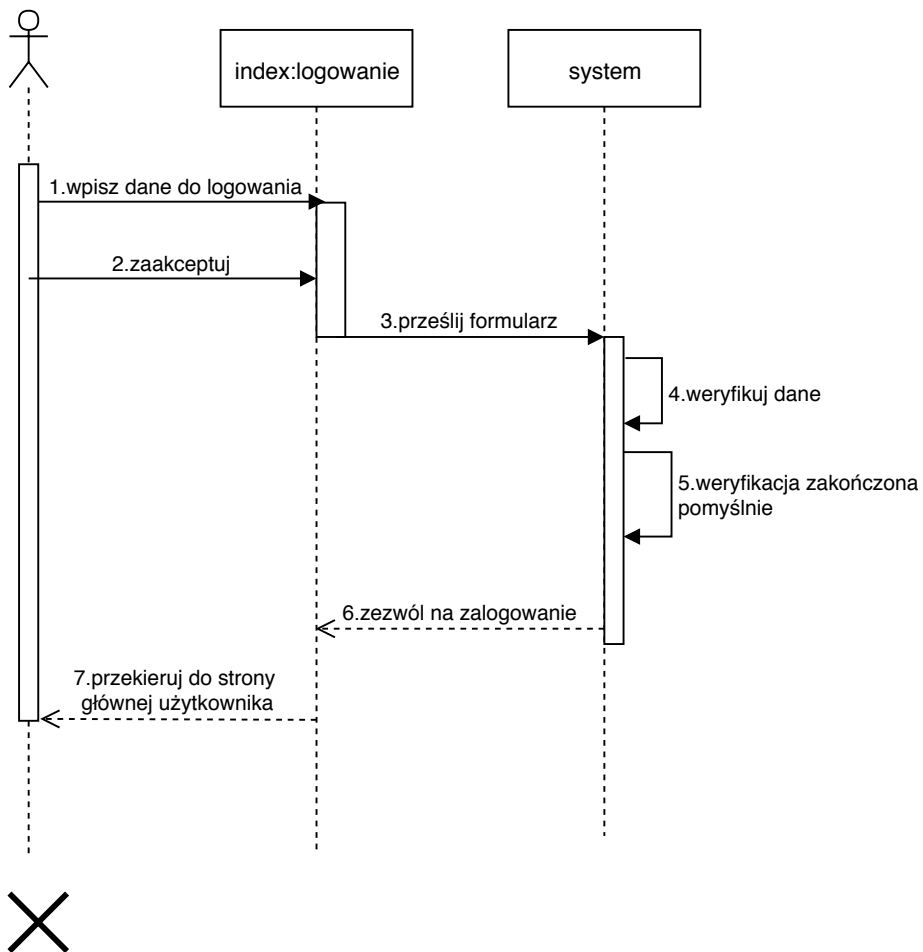 index:logowanie
system
1.wpisz dane do logowania
2.zaakceptuj
3.prześlij formularz
4.weryfikuj dane
5.weryfikacja zakończona
pomyślnie
6.zezwól na zalogowanie
7.przekieruj do strony
głównej użytkownika